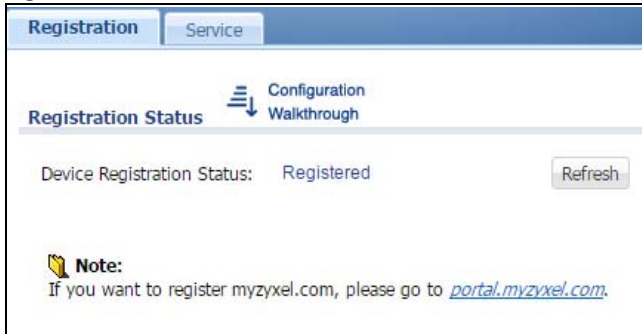 Registration Service
Configuration
Walkthrough
Registration Status
Device Registration Status: Registered Refresh
Note:
If you want to register myzyxel.com, please go to portal.myzyxel.com.